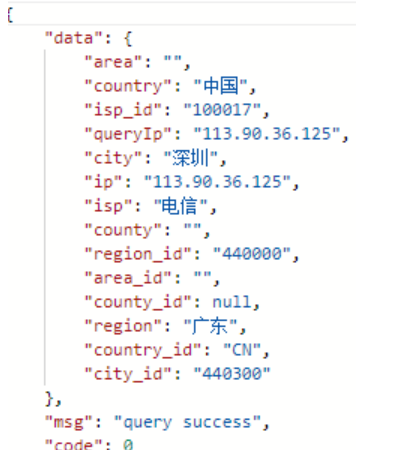 {
"data": {
"area": "",
"country": "中国",
"isp_id": "100017",
"queryIp": "113.90.36.125",
"city": "深圳",
"ip": "113.90.36.125",
"isp": "电信",
"county": "",
"region_id": "440000",
"area_id": "",
"county_id": null,
"region": "广东",
"country_id": "CN",
"city_id": "440300"
},
"msg": "query success",
"code": 0